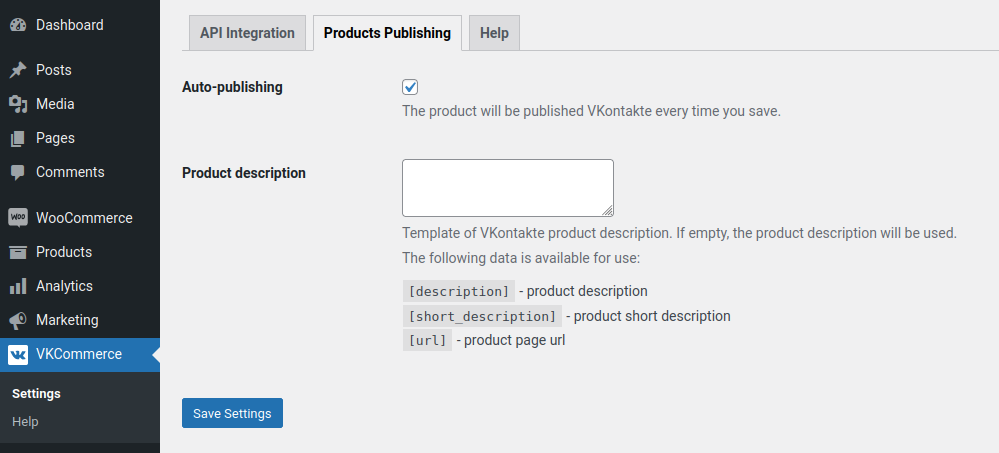 Dashboard
Posts
Media
Pages
Comments
WooCommerce
Products
Analytics
Marketing
VKCommerce
Settings
Help
API Integration
Products Publishing
Help
Auto-publishing
The product will be published VKontakte every time you save.
Product description
Template of VKontakte product description. If empty, the product description will be used.
The following data is available for use:
[description] - product description
[short_description] - product short description
[url] - product page url
Save Settings